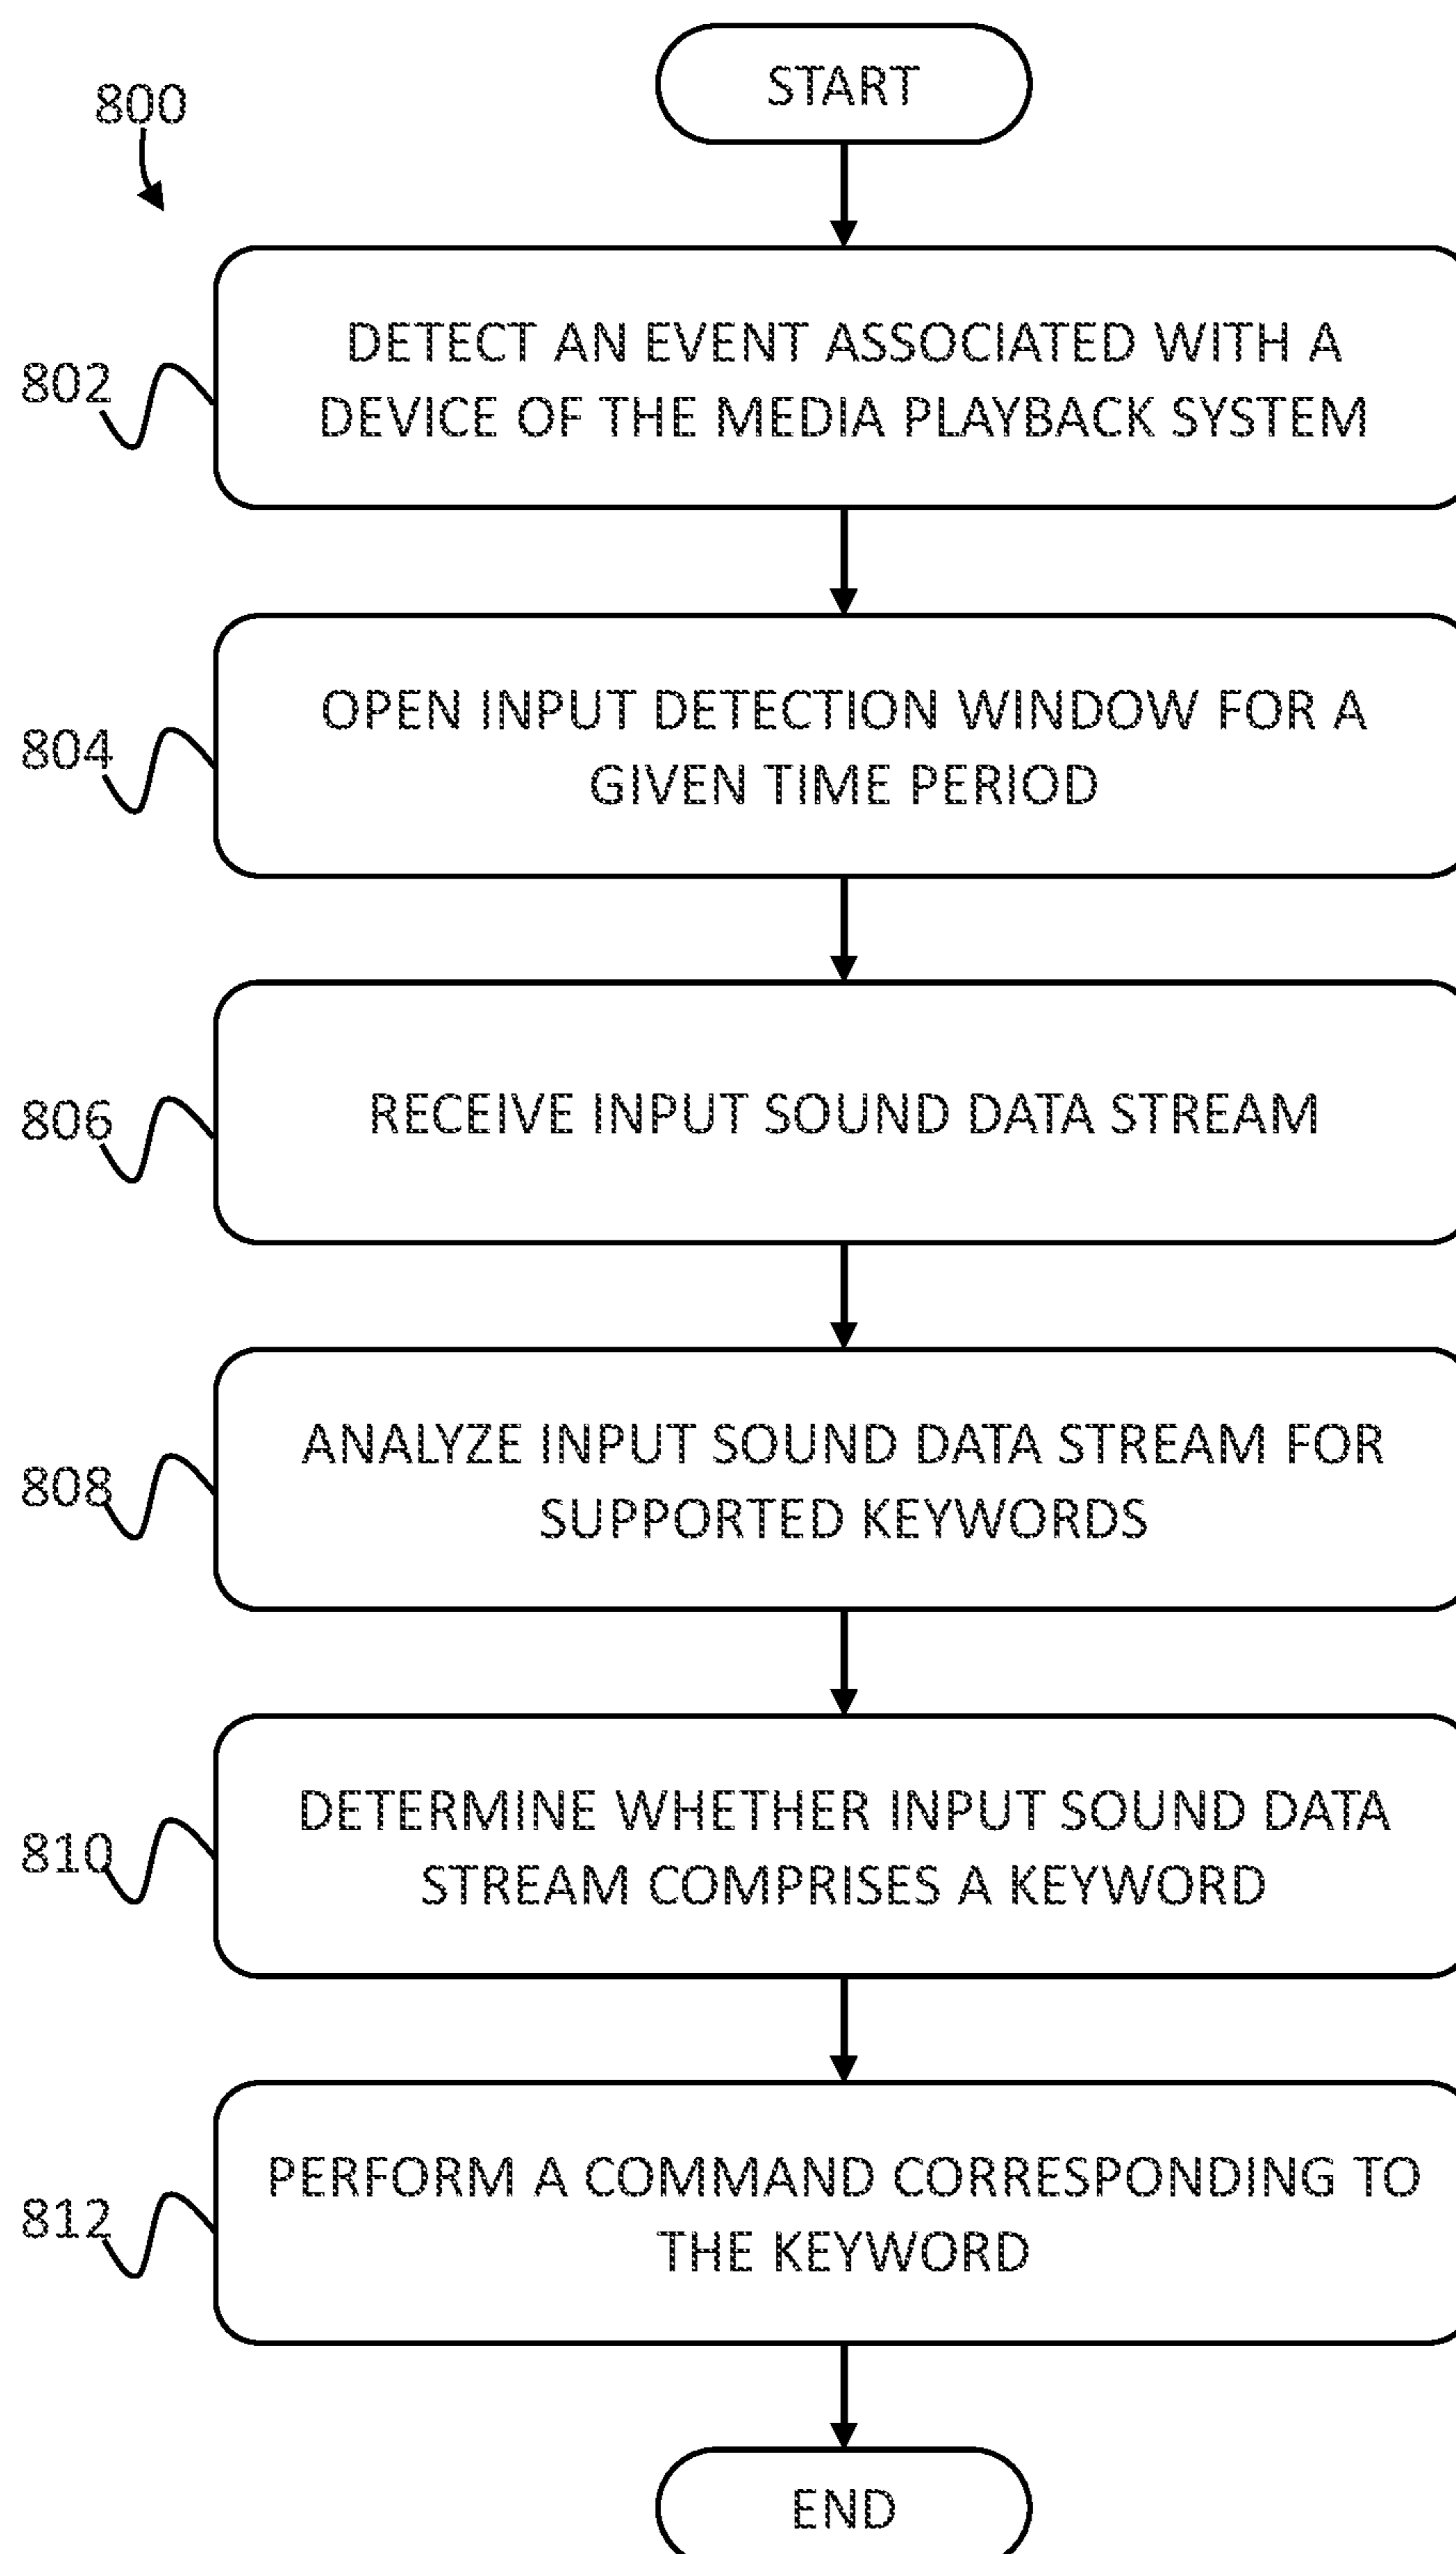 START
800
DETECT AN EVENT ASSOCIATED WITH A
DEVICE OF THE MEDIA PLAYBACK SYSTEM
802
OPEN INPUT DETECTION WINDOW FOR A
GIVEN TIME PERIOD
804
RECEIVE INPUT SOUND DATA STREAM
806
ANALYZE INPUT SOUND DATA STREAM FOR
SUPPORTED KEYWORDS
808
DETERMINE WHETHER INPUT SOUND DATA
STREAM COMPRISES A KEYWORD
810
PERFORM A COMMAND CORRESPONDING TO
THE KEYWORD
812
END